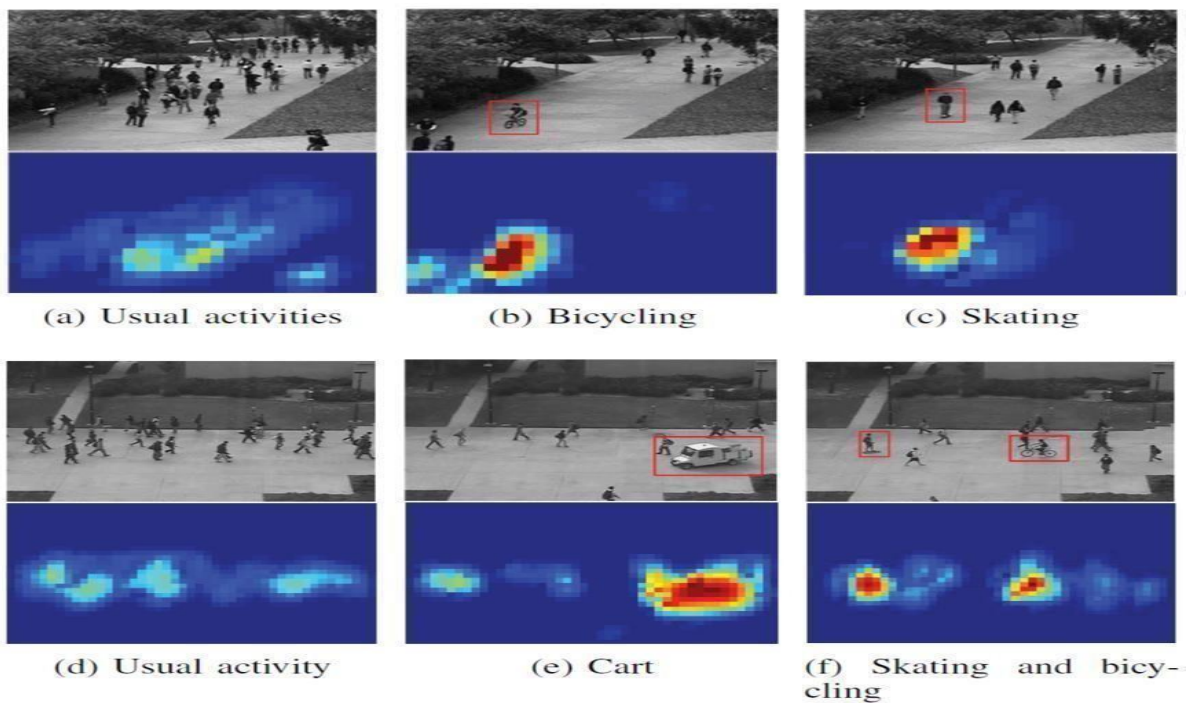 (a) Usual activities
(b) Bicycling
(c) Skating
(d) Usual activity
(e) Cart
(f) Skating and bicy-
cling